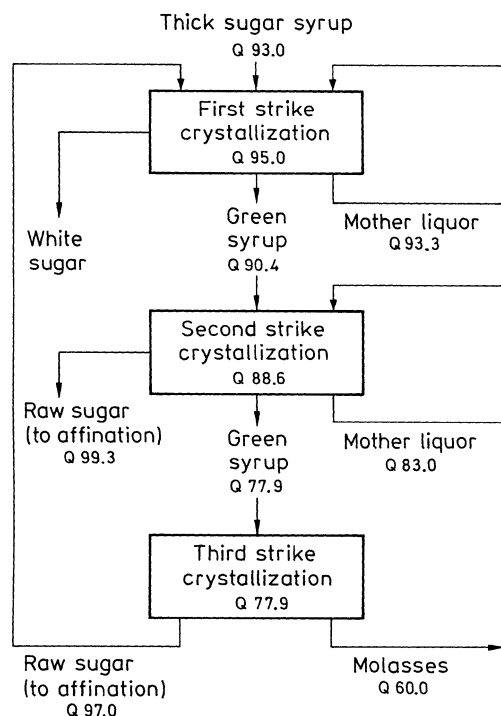 Thick sugar syrup
Q 93.0
First strike
crystallization
Q 95.0
White
sugar
Green
syrup
Q 90.4
Mother liquor
Q 93.3
Second strike
crystallization
Q 88.6
Raw sugar
(to affination)
Q 99.3
Green
syrup
Q 77.9
Mother liquor
Q 83.0
Third strike
crystallization
Q 77.9
Raw sugar
(to affination)
Q 97.0
Molasses
Q 60.0